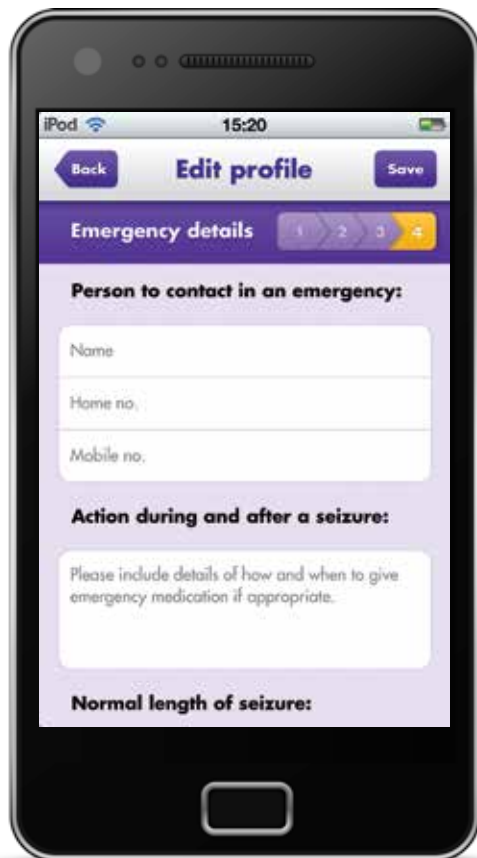 iPod 15:20
Back Edit profile Save
Emergency details 1 2 3 4
Person to contact in an emergency:
Name
Home no.
Mobile no.
Action during and after a seizure:
Please include details of how and when to give
emergency medication if appropriate.
Normal length of seizure: